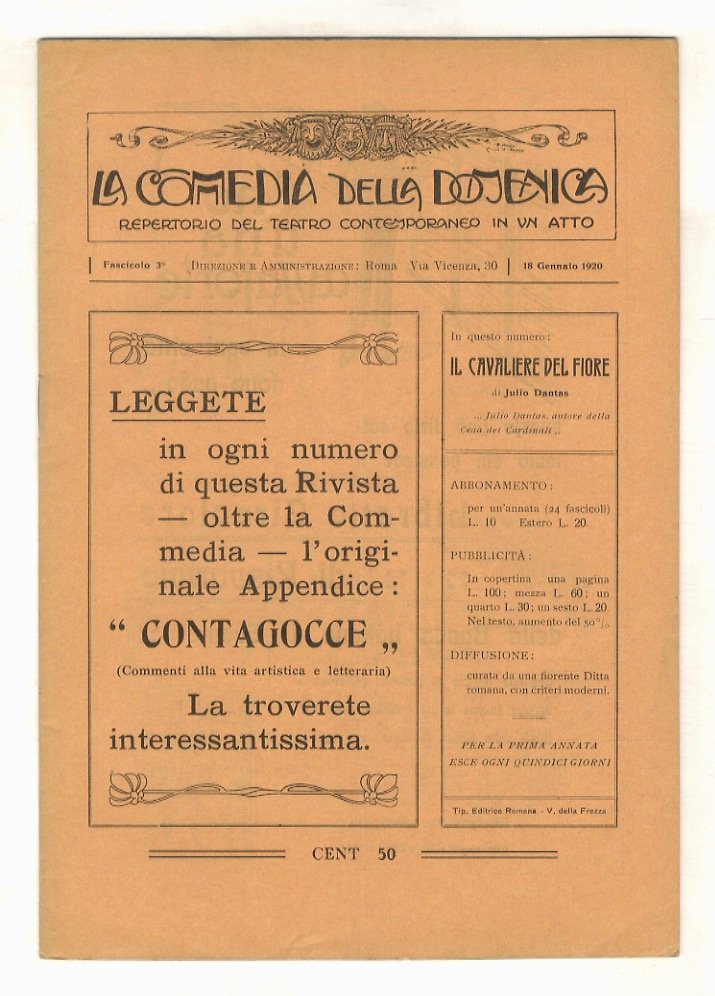 LA COMEDIA DELLA DOMENICA
REPERTORIO DEL TEATRO CONTEMPORANEO IN VN ATTO
Fascicolo 3º
DIREZIONE E AMMINISTRAZIONE: Roma Via Vicenza, 30
18 Gennaio 1920
LEGGETE
in ogni numero
di questa Rivista
— oltre la Com-
media — l'origi-
nale Appendice:
“ CONTAGOCCE „
(Commenti alla vita artistica e letteraria)
La troverete
interessantissima.
In questo numero:
IL CAVALIERE DEL FIORE
di Julio Dantas
... Julio Dantas, autore della
Cena dei Cardinali „
ABBONAMENTO:
per un'annata (24 fascicoli)
L. 10 Estero L. 20.
PUBBLICITÀ:
In copertina una pagina
L. 100; mezza L. 60; un
quarto L. 30; un sesto L. 20.
Nel testo, aumento del 50%.
DIFFUSIONE:
curata da una fiorente Ditta
romana, con criteri moderni.
PER LA PRIMA ANNATA
ESCE OGNI QUINDICI GIORNI
Tip. Editrice Romana - V. della Frezza
CENT 50